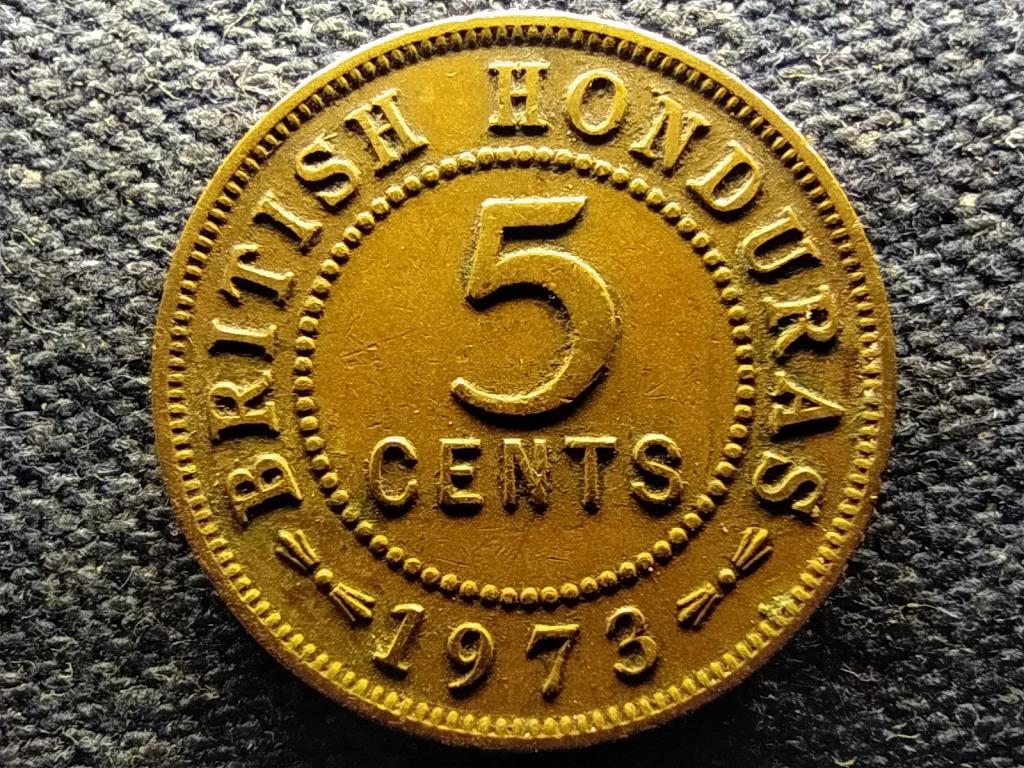 BRITISH HONDURAS
5
CENTS
1973